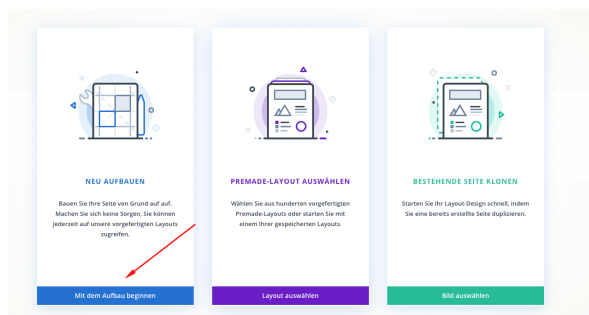 NEU AUFBAUEN
Bauen Sie Ihre Seite von Grund auf auf.
Machen Sie sich keine Sorgen, Sie können
jederzeit auf unsere vorgefertigten Layouts
zugreifen.
Mit dem Aufbau beginnen
PREMADE-LAYOUT AUSWÄHLEN
Wählen Sie aus hunderten vorgefertigten
Premade-Layouts oder starten Sie mit
einem Ihrer gespeicherten Layouts.
Layout auswählen
BESTEHENDE SEITE KLONEN
Starten Sie Ihr Layout-Design schnell, indem
Sie eine bereits erstellte Seite duplizieren.
Bild auswählen